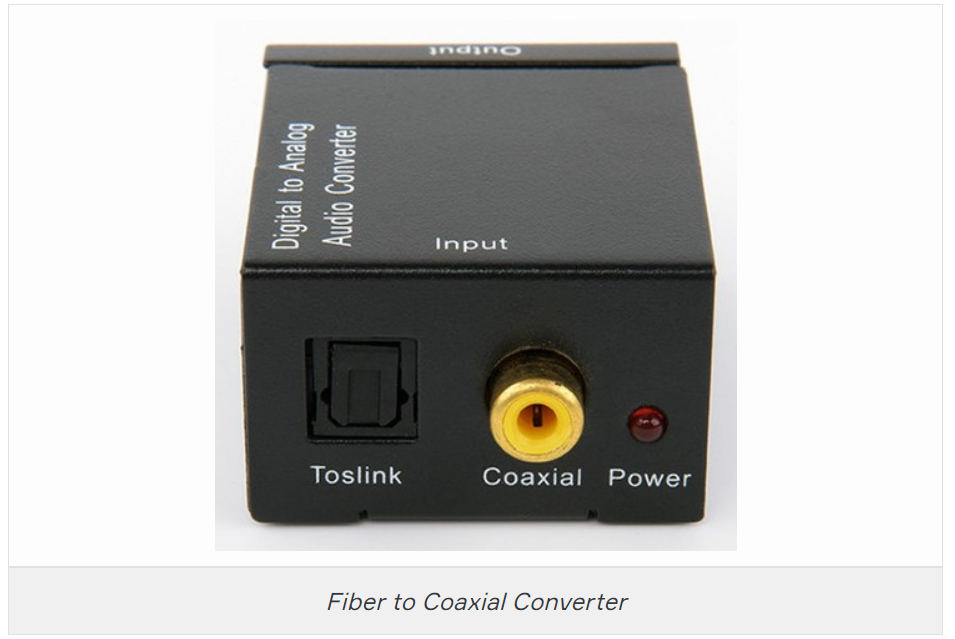 Output
Digital to Analog
Audio Converter
Input
Toslink
Coaxial
Power
Fiber to Coaxial Converter